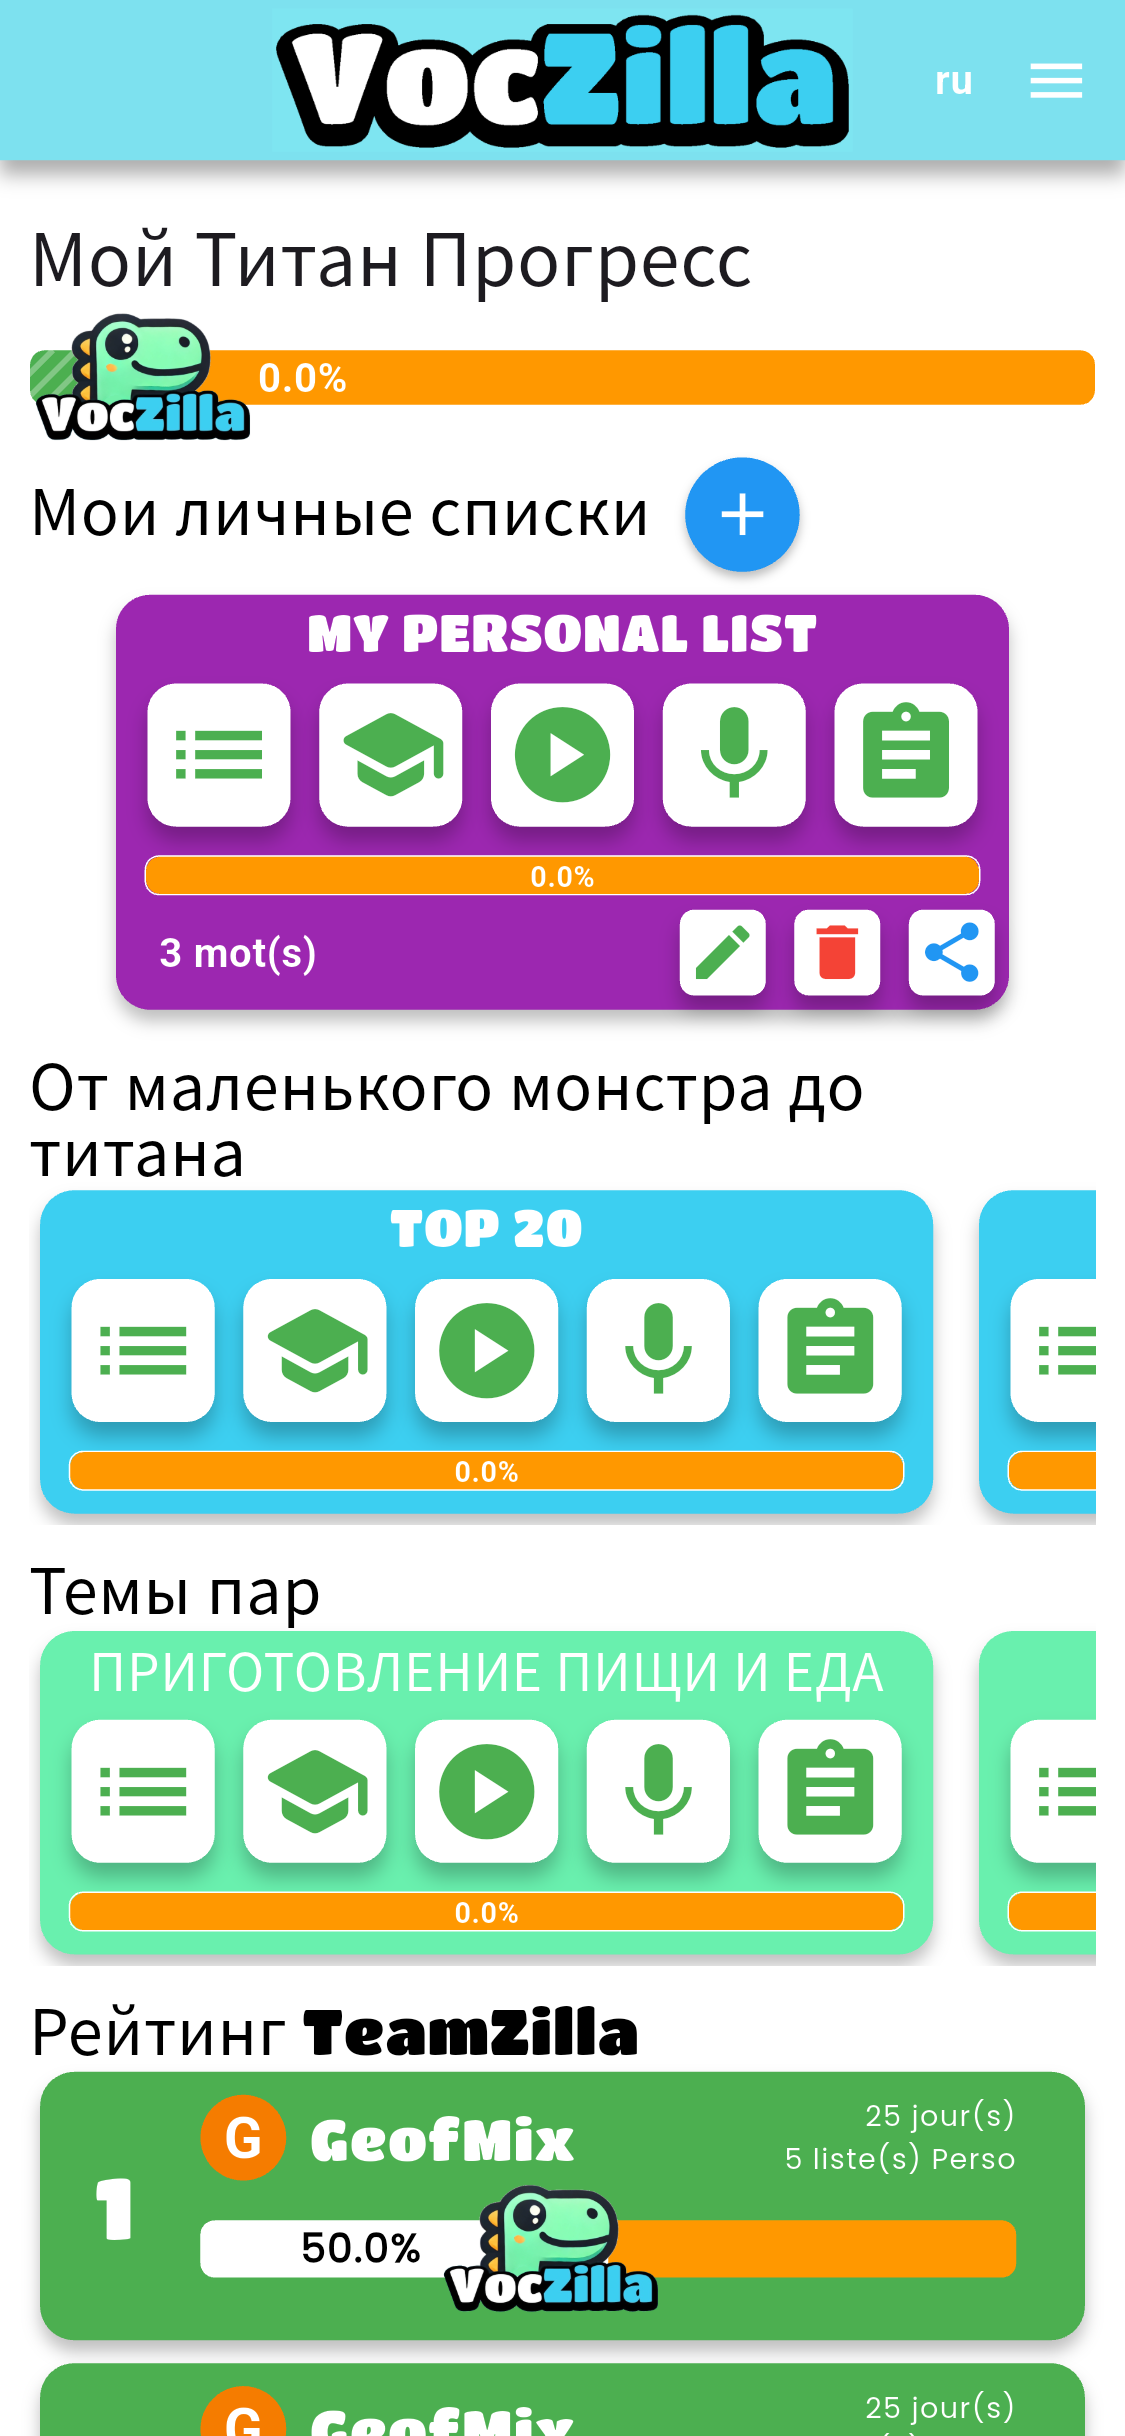 VocZilla
ru
Мой Титан Прогресс
0.0%
VocZilla
Мои личные списки
MY PERSONAL LIST
0.0%
3 mot(s)
От маленького монстра до
титана
TOP 20
0.0%
Темы пар
ПРИГОТОВЛЕНИЕ ПИЩИ И ЕДА
0.0%
Рейтинг TeamZilla
G GeofMix
25 jour(s)
5 liste(s) Perso
1
50.0%
VocZilla
G GeofMix
25 jour(s)